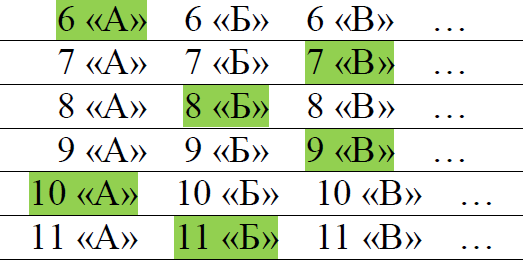 6 «А» 6 «Б» 6 «В» …
7 «А» 7 «Б» 7 «В» …
8 «А» 8 «Б» 8 «В» …
9 «А» 9 «Б» 9 «В» …
10 «А» 10 «Б» 10 «В» …
11 «А» 11 «Б» 11 «В» …